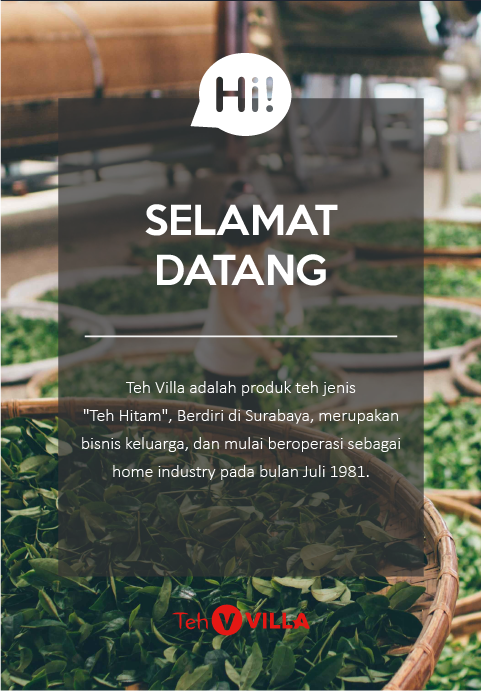 Hi!
SELAMAT
DATANG
Teh Villa adalah produk teh jenis
"Teh Hitam", Berdiri di Surabaya, merupakan
bisnis keluarga, dan mulai beroperasi sebagai
home industry pada bulan Juli 1981.
Teh V VILLA